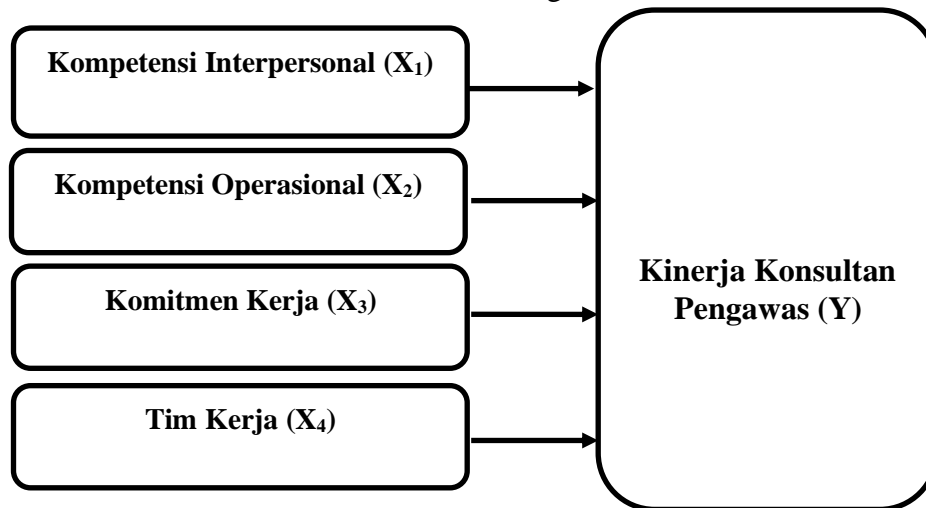 Kompetensi Interpersonal (X₁)
Kompetensi Operasional (X₂)
Komitmen Kerja (X₃)
Tim Kerja (X₄)
Kinerja Konsultan
Pengawas (Y)